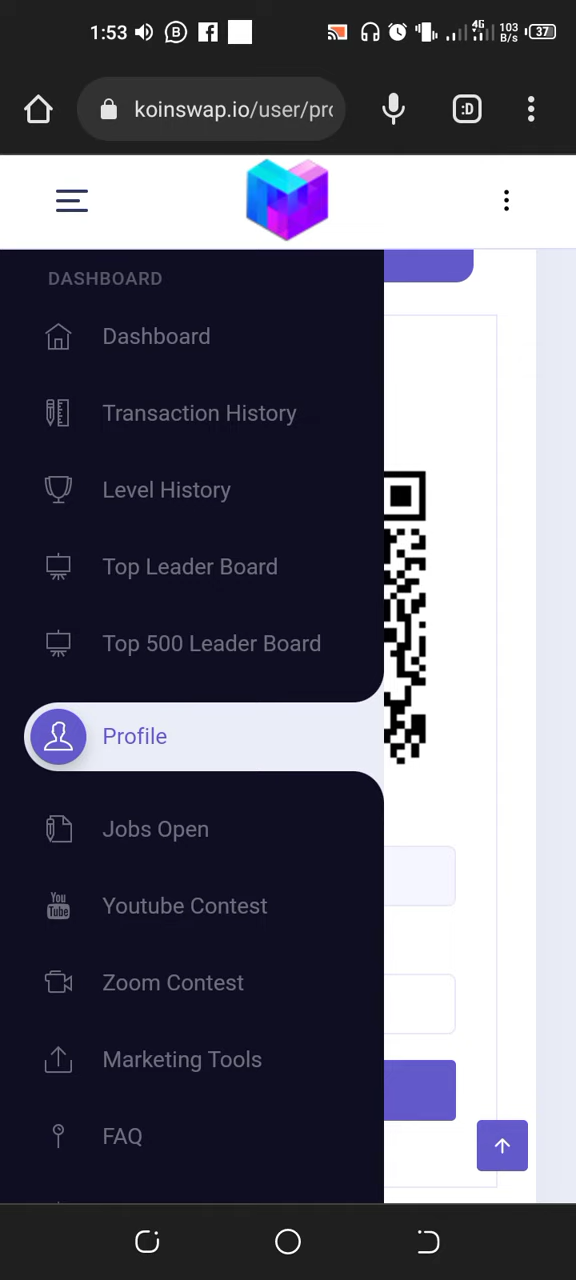 1:53
4G
103
B/s
37
koinswap.io/user/pro
:D
DASHBOARD
Dashboard
Transaction History
Level History
Top Leader Board
Top 500 Leader Board
Profile
Jobs Open
You
Tube
Youtube Contest
Zoom Contest
Marketing Tools
FAQ